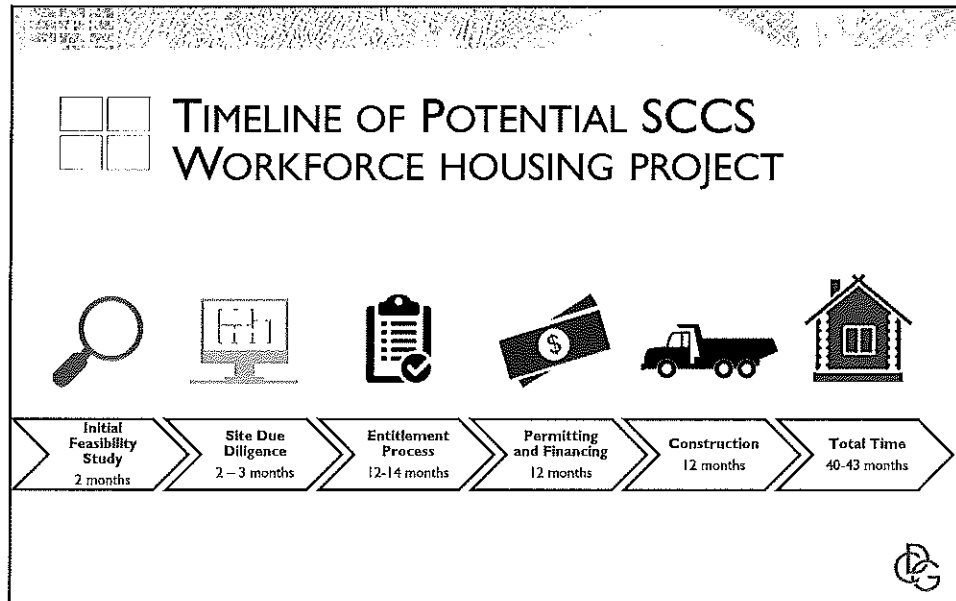 TIMELINE OF POTENTIAL SCCS
WORKFORCE HOUSING PROJECT
$
Initial
Feasibility
Study
2 months
Site Due
Diligence
2 – 3 months
Entitlement
Process
12-14 months
Permitting
and Financing
12 months
Construction
12 months
Total Time
40-43 months
DCG